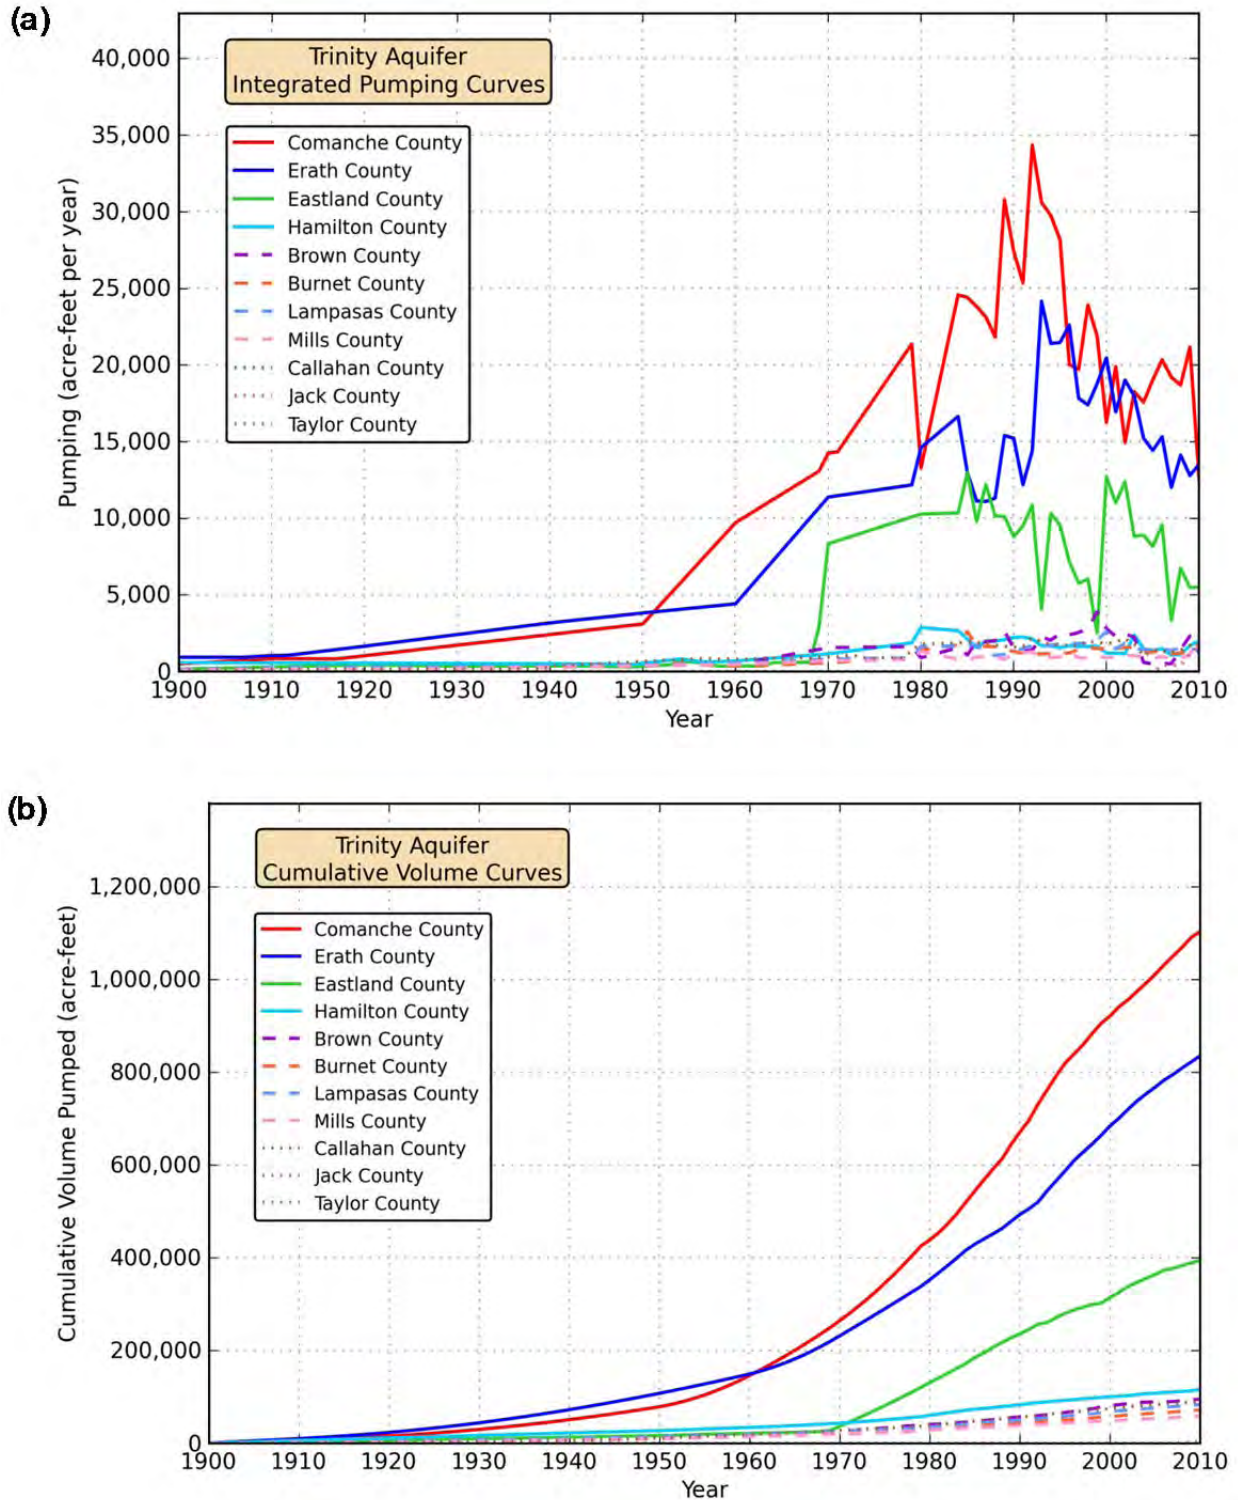 (a)
Trinity Aquifer
Integrated Pumping Curves
Comanche County
Erath County
Eastland County
Hamilton County
Brown County
Burnet County
Lampasas County
Mills County
Callahan County
Jack County
Taylor County
Pumping (acre-feet per year)
40,000
35,000
30,000
25,000
20,000
15,000
10,000
5,000
0
1900 1910 1920 1930 1940 1950 1960 1970 1980 1990 2000 2010
Year
(b)
Trinity Aquifer
Cumulative Volume Curves
Comanche County
Erath County
Eastland County
Hamilton County
Brown County
Burnet County
Lampasas County
Mills County
Callahan County
Jack County
Taylor County
Cumulative Volume Pumped (acre-feet)
1,200,000
1,000,000
800,000
600,000
400,000
200,000
0
1900 1910 1920 1930 1940 1950 1960 1970 1980 1990 2000 2010
Year